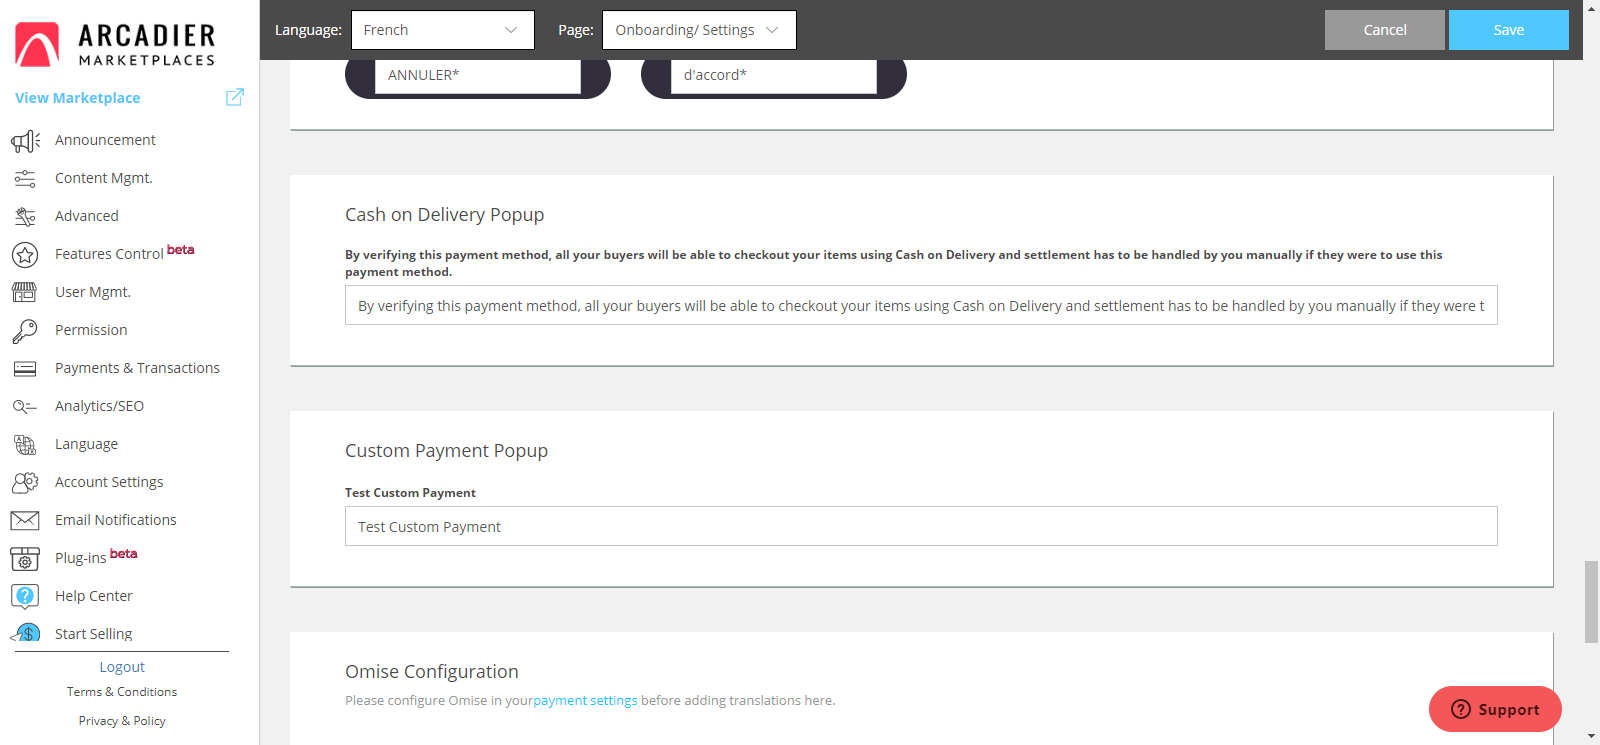 ARCADIER
MARKETPLACES
View Marketplace
Announcement
Content Mgmt.
Advanced
Features Control beta
User Mgmt.
Permission
Payments & Transactions
Analytics/SEO
Language
Account Settings
Email Notifications
Plug-ins beta
Help Center
Start Selling
Logout
Terms & Conditions
Privacy & Policy
Language: French Page: Onboarding/ Settings Cancel Save
ANNULER* d'accord*
Cash on Delivery Popup
By verifying this payment method, all your buyers will be able to checkout your items using Cash on Delivery and settlement has to be handled by you manually if they were to use this
payment method.
By verifying this payment method, all your buyers will be able to checkout your items using Cash on Delivery and settlement has to be handled by you manually if they were t
Custom Payment Popup
Test Custom Payment
Test Custom Payment
Omise Configuration
Please configure Omise in yourpayment settings before adding translations here.
Support